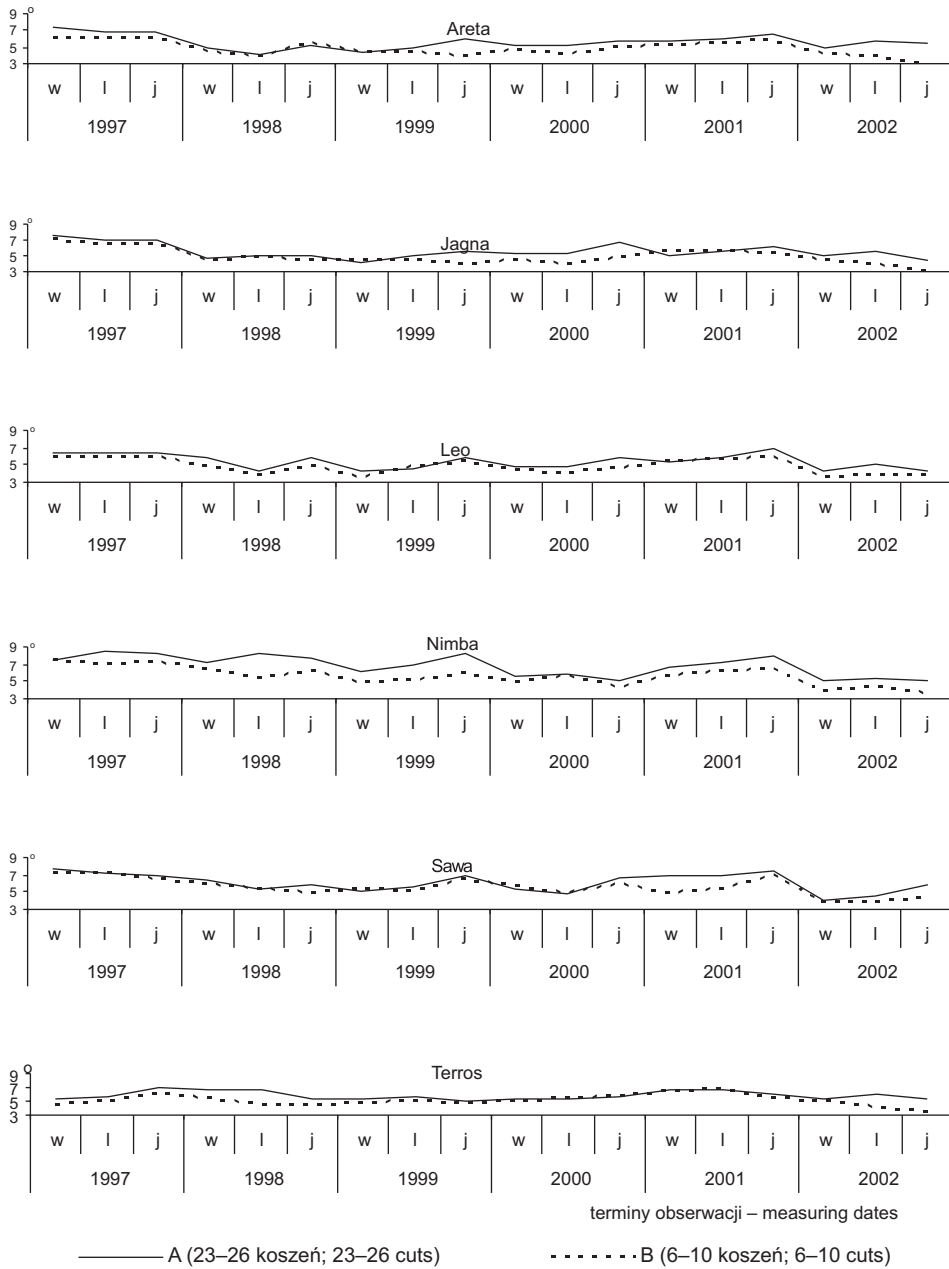 9 °
Areta
7
5
3
w l j w l j w l j w l j w l j w l j
1997 1998 1999 2000 2001 2002
9 °
7 Jagna
5
3
w l j w l j w l j w l j w l j w l j
1997 1998 1999 2000 2001 2002
9 °
7 Leo
5
3
w l j w l j w l j w l j w l j w l j
1997 1998 1999 2000 2001 2002
9 ° Nimba
7
5
3
w l j w l j w l j w l j w l j w l j
1997 1998 1999 2000 2001 2002
9 °
Sawa
7
5
3
w l j w l j w l j w l j w l j w l j
1997 1998 1999 2000 2001 2002
9 °
Terros
7
5
3
w l j w l j w l j w l j w l j w l j
1997 1998 1999 2000 2001 2002
terminy obserwacji – measuring dates
A (23–26 koszeń; 23–26 cuts) B (6–10 koszeń; 6–10 cuts)